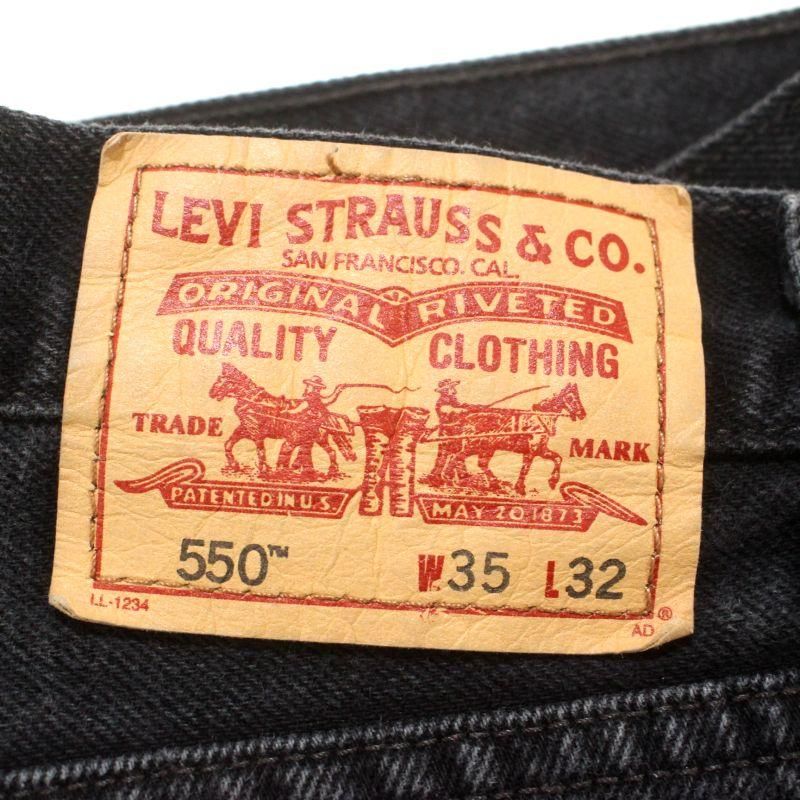 LEVI STRAUSS & CO.
SAN FRANCISCO. CAL.
ORIGINAL RIVETED
QUALITY CLOTHING
TRADE MARK
PATENTED IN U.S. MAY 20 1873
550™ W.35 L32
LL-1234 ®
AD